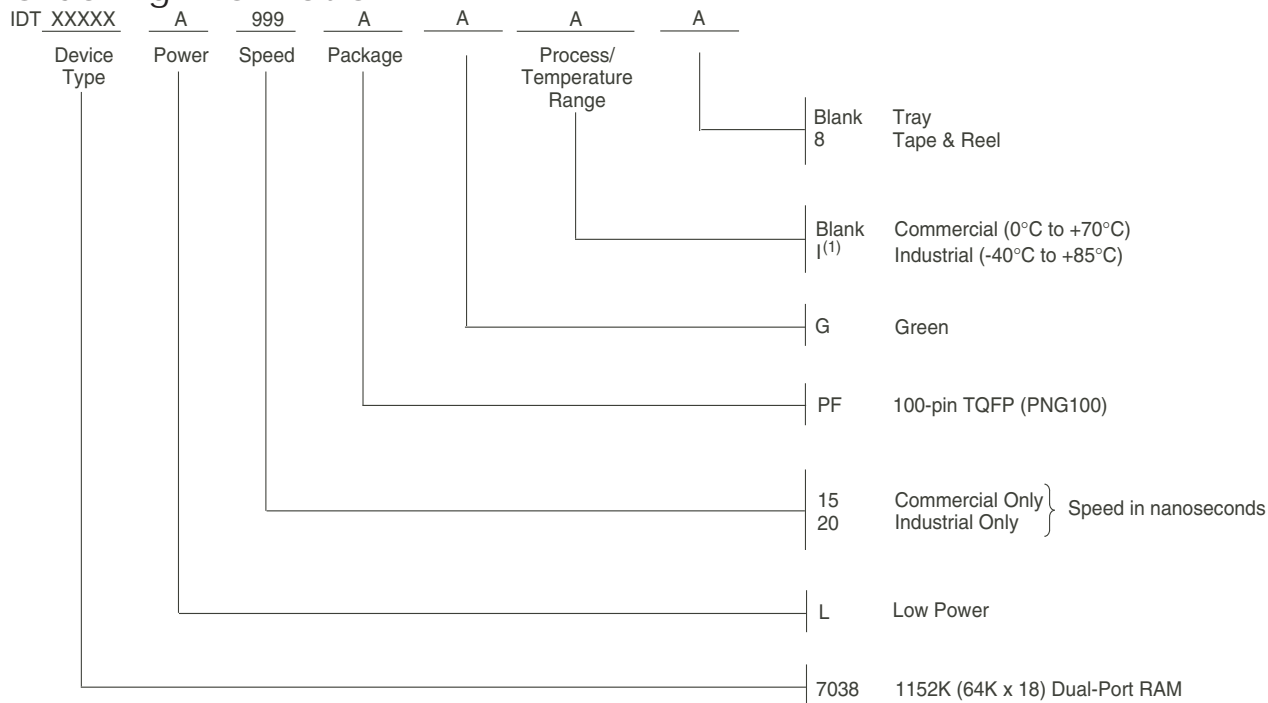 IDT XXXXX A 999 A A A A
Device Type Power Speed Package Process/ Temperature Range
Blank Tray
8 Tape & Reel
Blank Commercial (0°C to +70°C)
I(1) Industrial (-40°C to +85°C)
G Green
PF 100-pin TQFP (PNG100)
15 Commercial Only
20 Industrial Only
Speed in nanoseconds
L Low Power
7038 1152K (64K x 18) Dual-Port RAM